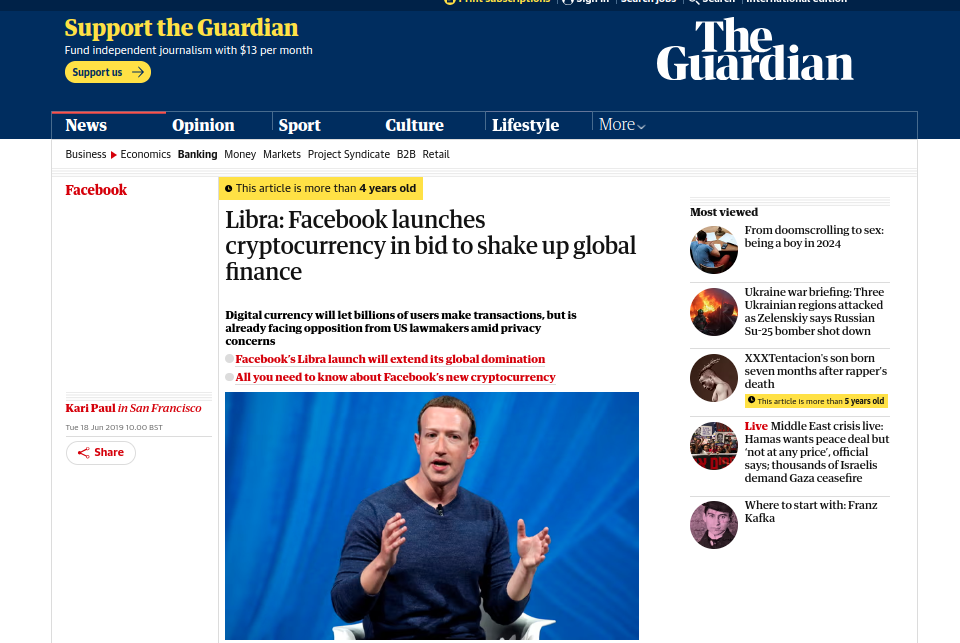 Print subscriptions
Sign in
Search jobs
Search
International edition
Support the Guardian
Fund independent journalism with $13 per month
Support us
The
Guardian
News
Opinion
Sport
Culture
Lifestyle
More
Business
Economics
Banking
Money
Markets
Project Syndicate
B2B
Retail
Facebook
This article is more than 4 years old
Libra: Facebook launches
cryptocurrency in bid to shake up global
finance
Digital currency will let billions of users make transactions, but is
already facing opposition from US lawmakers amid privacy
concerns
Facebook's Libra launch will extend its global domination
All you need to know about Facebook's new cryptocurrency
Kari Paul in San Francisco
Tue 18 Jun 2019 10.00 BST
Share
Most viewed
From doomscrolling to sex:
being a boy in 2024
Ukraine war briefing: Three
Ukrainian regions attacked
as Zelenskiy says Russian
Su-25 bomber shot down
XXXTentacion's son born
seven months after rapper's
death
This article is more than 5 years old
Live Middle East crisis live:
Hamas wants peace deal but
‘not at any price’, official
says; thousands of Israelis
demand Gaza ceasefire
Where to start with: Franz
Kafka